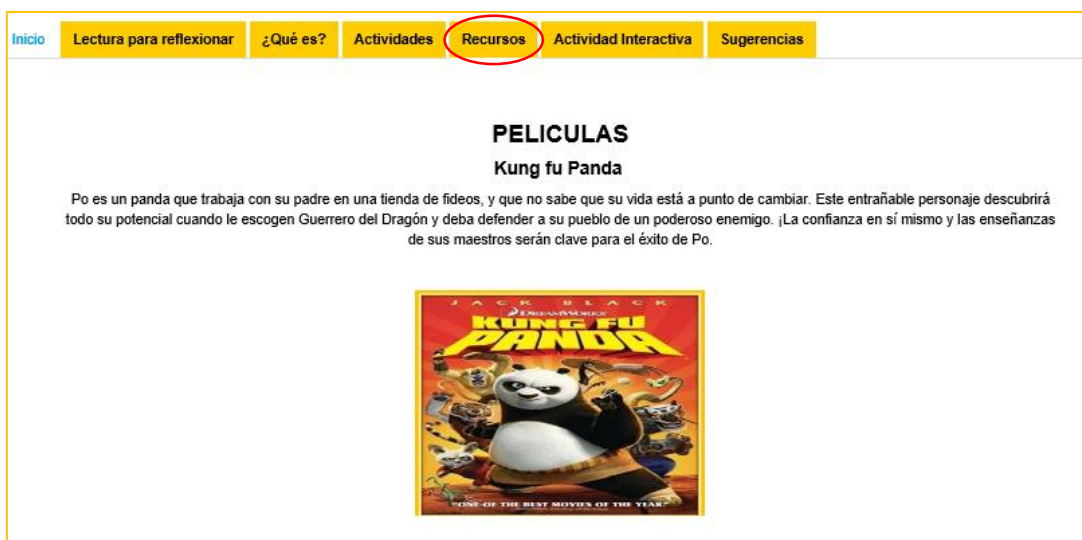 Inicio Lectura para reflexionar ¿Qué es? Actividades Recursos Actividad Interactiva Sugerencias
PELICULAS
Kung fu Panda
Po es un panda que trabaja con su padre en una tienda de fideos, y que no sabe que su vida está a punto de cambiar. Este entrañable personaje descubrirá
todo su potencial cuando le escogen Guerrero del Dragón y deba defender a su pueblo de un poderoso enemigo. ¡La confianza en sí mismo y las enseñanzas
de sus maestros serán clave para el éxito de Po.
JACK BLACK
DREAMWORKS
KUNG FU
PANDA
"ONE OF THE BEST MOVIES OF THE YEAR"